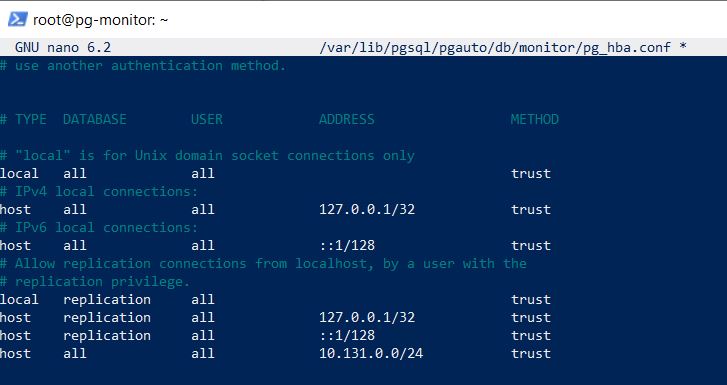 root@pg-monitor: ~
GNU nano 6.2 /var/lib/pgsql/pgauto/db/monitor/pg_hba.conf *
# use another authentication method.
# TYPE DATABASE USER ADDRESS METHOD
# "local" is for Unix domain socket connections only
local all all trust
# IPv4 local connections:
host all all 127.0.0.1/32 trust
# IPv6 local connections:
host all all ::1/128 trust
# Allow replication connections from localhost, by a user with the
# replication privilege.
local replication all trust
host replication all 127.0.0.1/32 trust
host replication all ::1/128 trust
host all all 10.131.0.0/24 trust